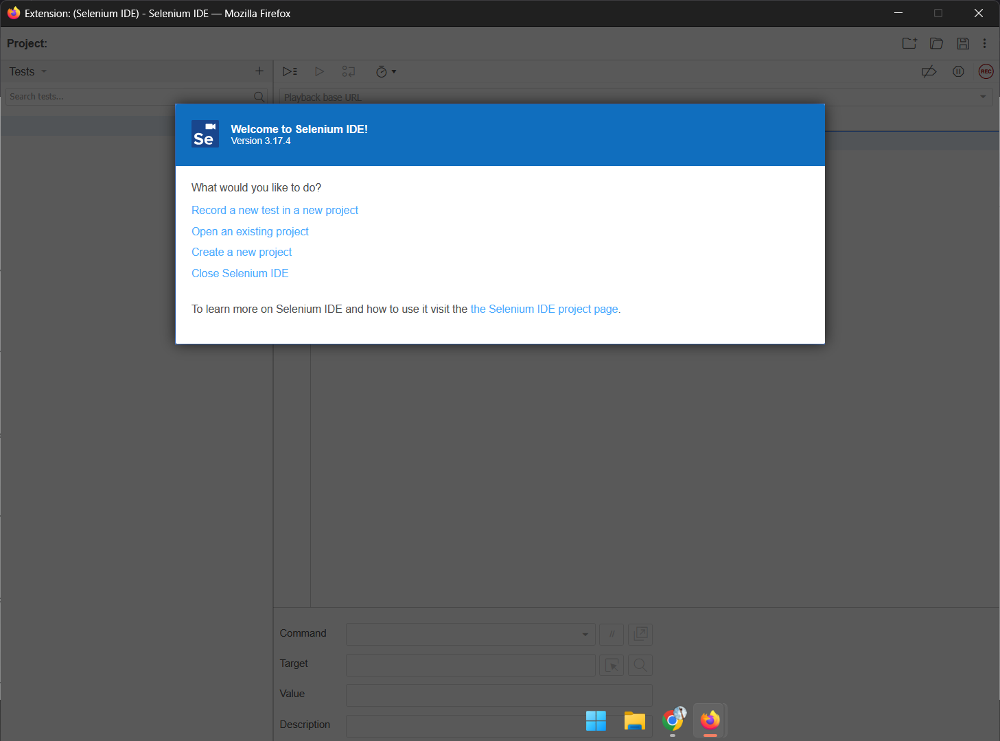 Extension: (Selenium IDE) - Selenium IDE — Mozilla Firefox
Project:
Tests
REC
Search tests...
Playback base URL
Se
Welcome to Selenium IDE!
Version 3.17.4
What would you like to do?
Record a new test in a new project
Open an existing project
Create a new project
Close Selenium IDE
To learn more on Selenium IDE and how to use it visit the the Selenium IDE project page.
Command
//
Target
Value
Description